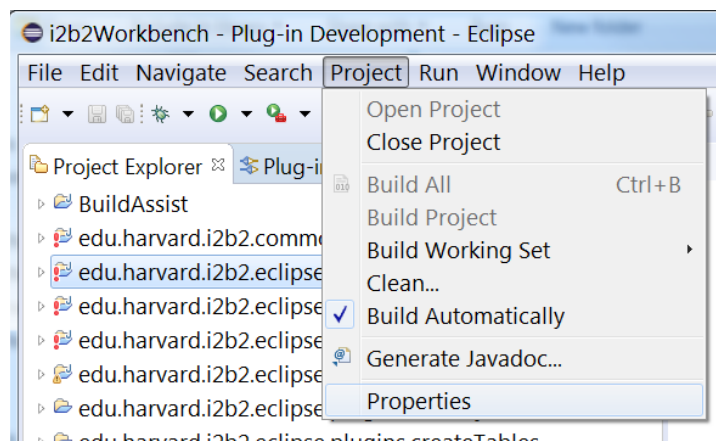 i2b2Workbench - Plug-in Development - Eclipse
File Edit Navigate Search Project Run Window Help
Open Project
Close Project
Project Explorer Plug-i
Build All Ctrl+B
BuildAssist
Build Project
edu.harvard.i2b2.comm
Build Working Set
edu.harvard.i2b2.eclipse
Clean...
edu.harvard.i2b2.eclipse
Build Automatically
edu.harvard.i2b2.eclipse
Generate Javadoc...
edu.harvard.i2b2.eclipse
Properties
edu.harvard.i2b2.eclipse
edu.harvard.i2b2.eclipse.plugins.createTables